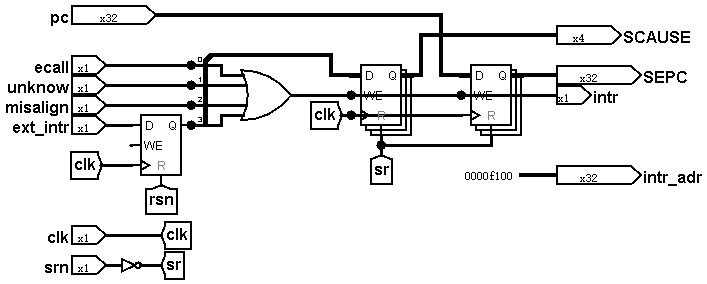 pc x32
x4 SCAUSE
ecall x1 0
D Q
D Q
x32 SEPC
unknow x1 1
WE
WE
x1 intr
misalign x1 2
ext_intr x1 3
D Q
clk
R
R
WE
clk
R
sr
0000f100
x32 intr_adr
rsn
clk x1
clk
srn x1
sr